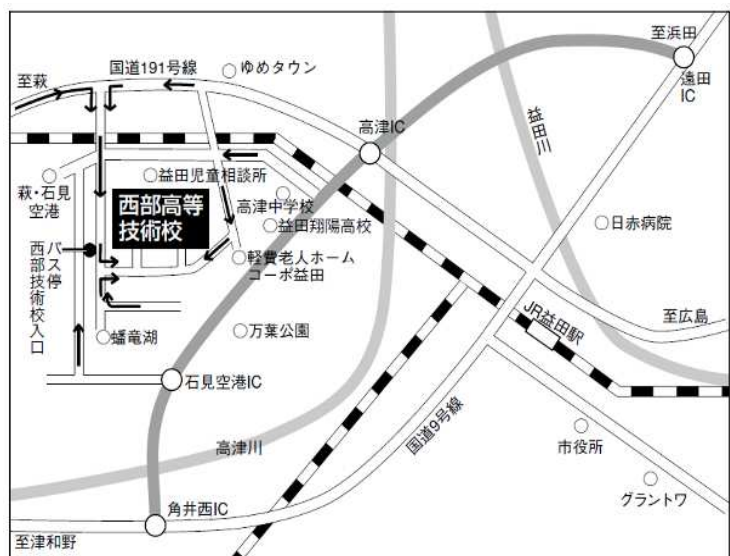 至浜田
遠田
IC
国道191号線
ゆめタウン
至萩
高津IC
益田川
益田児童相談所
萩・石見
空港
西部高等
技術校
高津中学校
益田翔陽高校
日赤病院
軽費老人ホーム
コーポ益田
バス停
西部技術校入口
蟠竜湖
万葉公園
至広島
JR益田駅
石見空港IC
国道9号線
高津川
市役所
グラントワ
角井西IC
至津和野